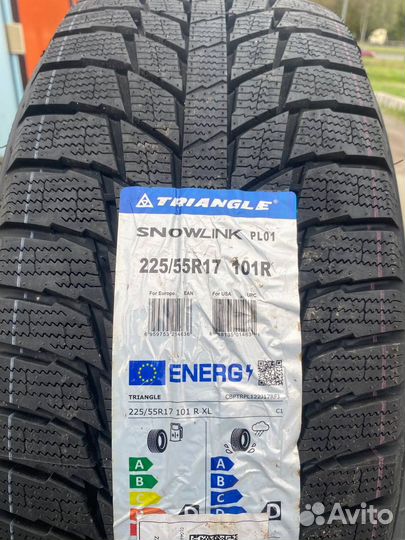 TRIANGLE
SNOWLINK PL01
225/55R17 101R
For Europe EAN For USA UPC
ENERG
TRIANGLE
225/55R17 101 R XL C1
A A
B B
C C
D D
Avito